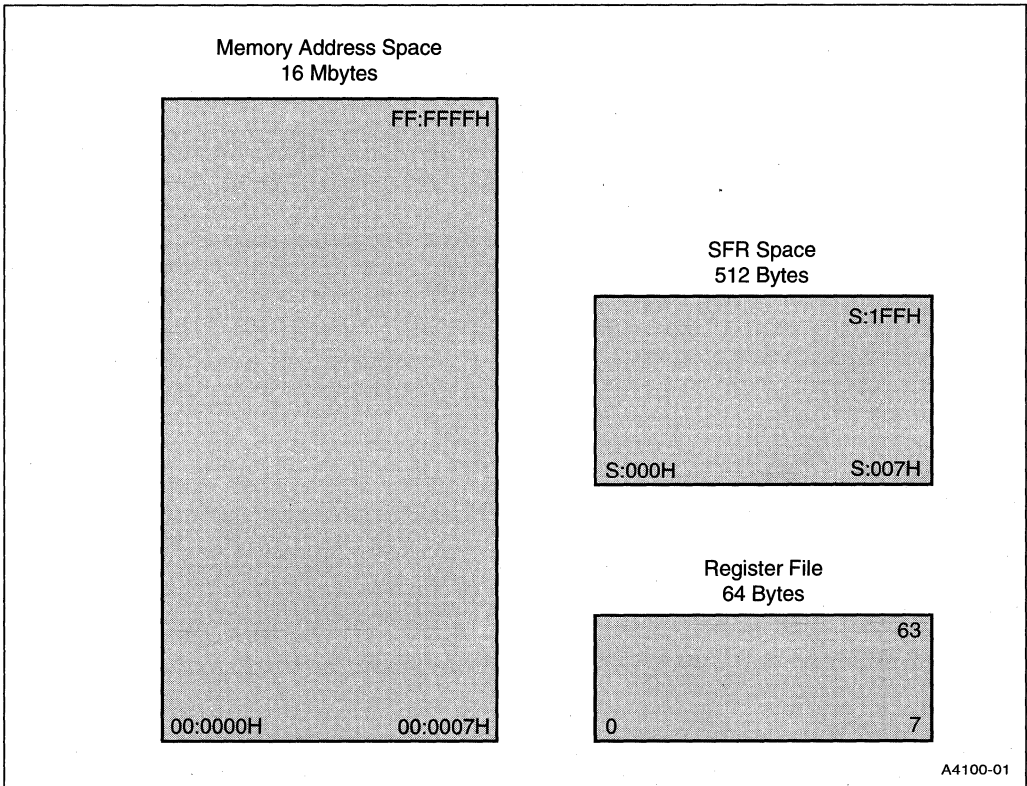 Memory Address Space
16 Mbytes
FF:FFFFH
00:0000H 00:0007H
SFR Space
512 Bytes
S:1FFH
S:000H S:007H
Register File
64 Bytes
63
0 7
A4100-01